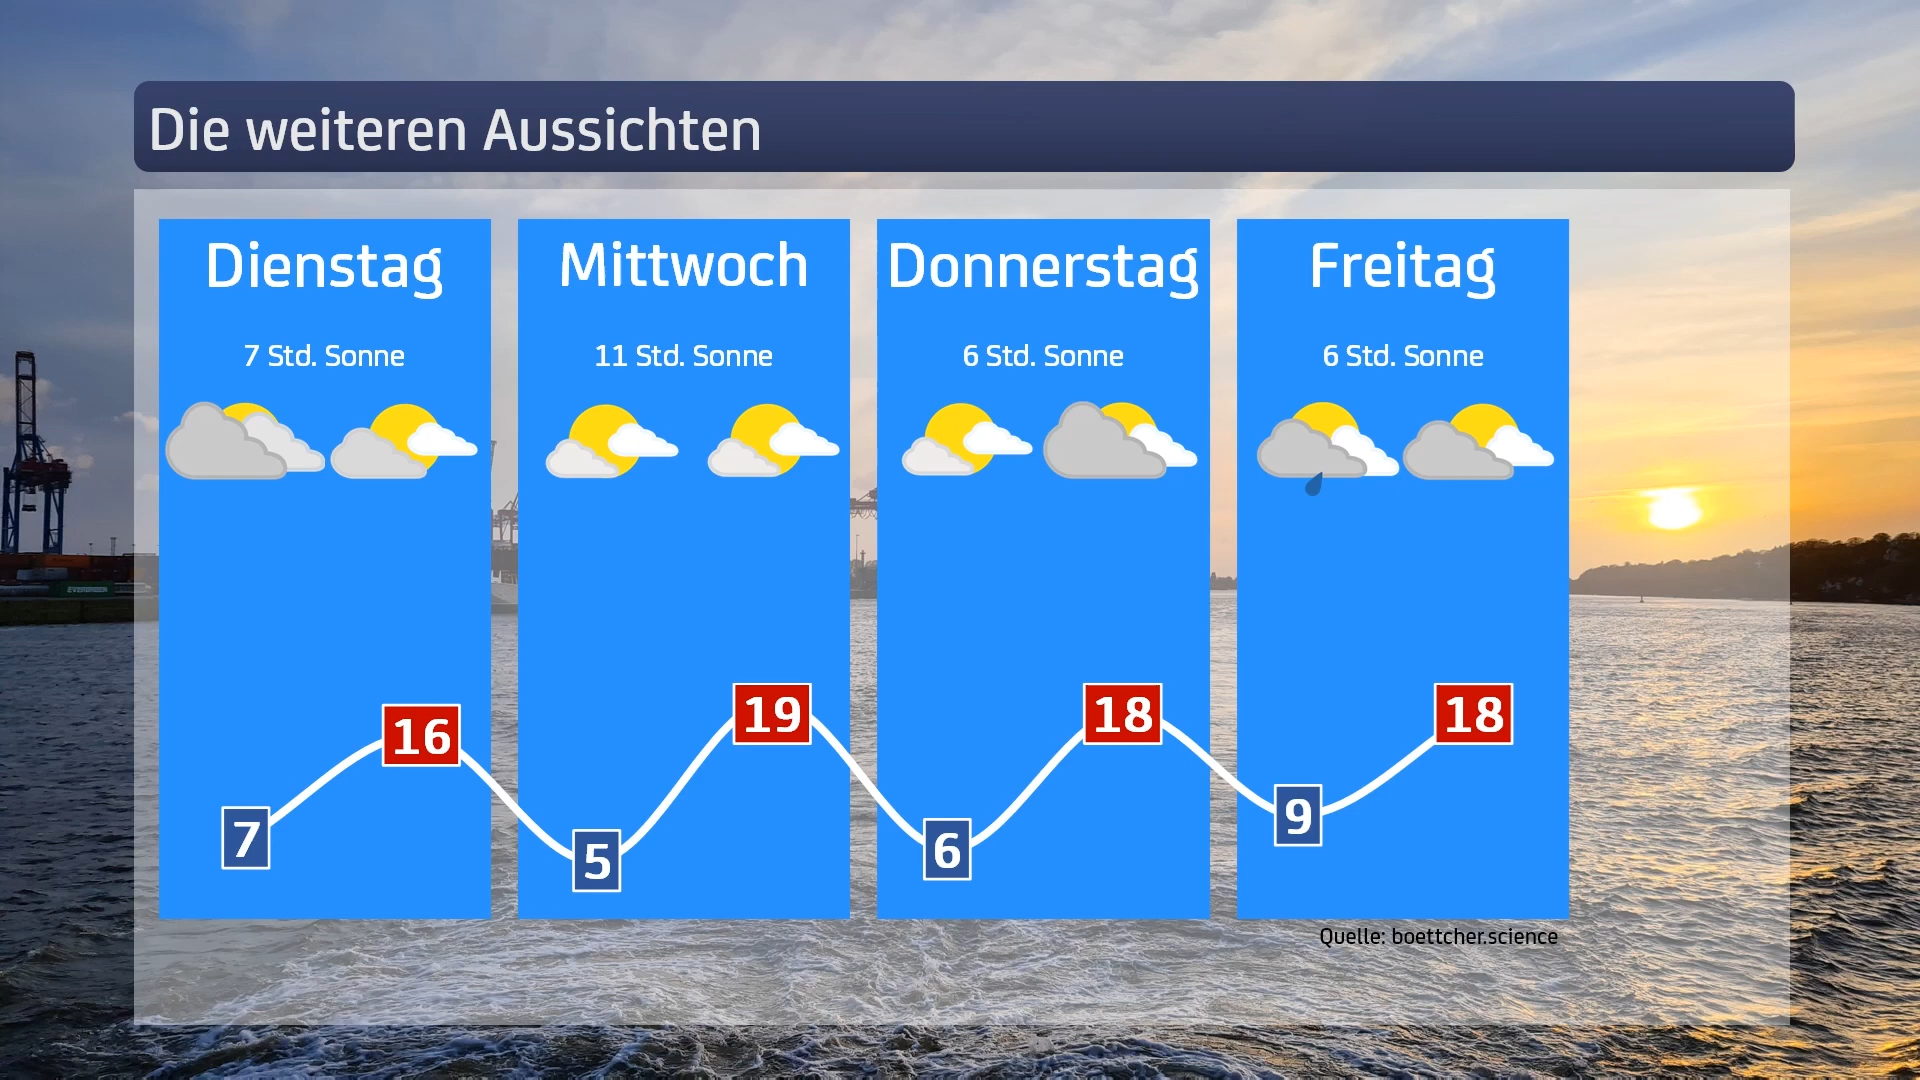 Die weiteren Aussichten
Dienstag
7 Std. Sonne
7
16
Mittwoch
11 Std. Sonne
5
19
Donnerstag
6 Std. Sonne
6
18
Freitag
6 Std. Sonne
9
18
Quelle: boettcher.science
EVERGREEN